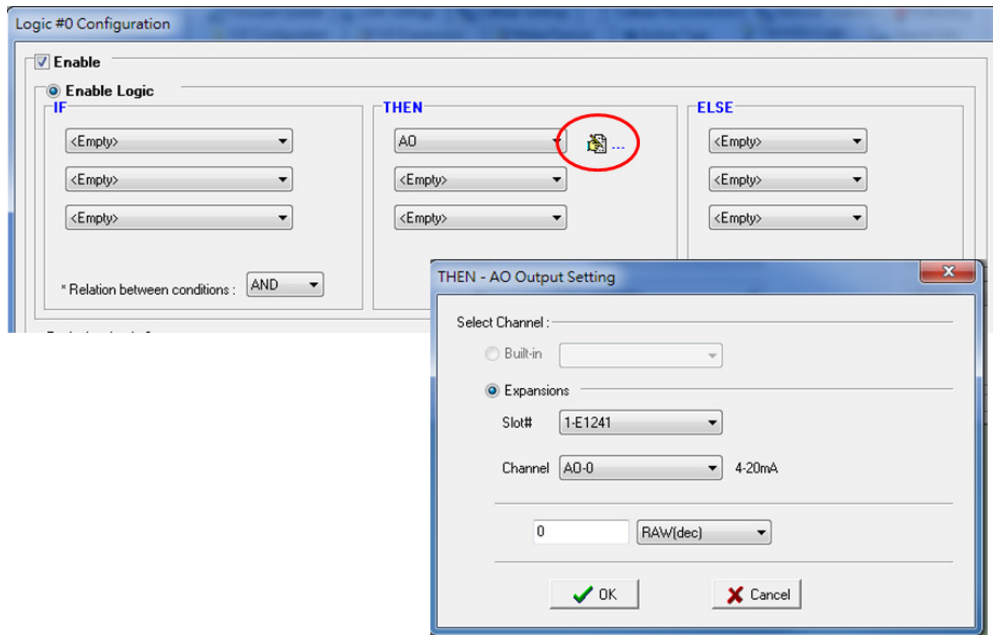 Logic #0 Configuration
Enable
Enable Logic
IF THEN ELSE
<Empty> AO ... <Empty>
<Empty> <Empty> <Empty>
<Empty> <Empty> <Empty>
* Relation between conditions : AND
THEN - AO Output Setting
Select Channel :
Built-in
Expansions
Slot# 1-E1241
Channel AO-0 4-20mA
0 RAW(dec)
OK Cancel